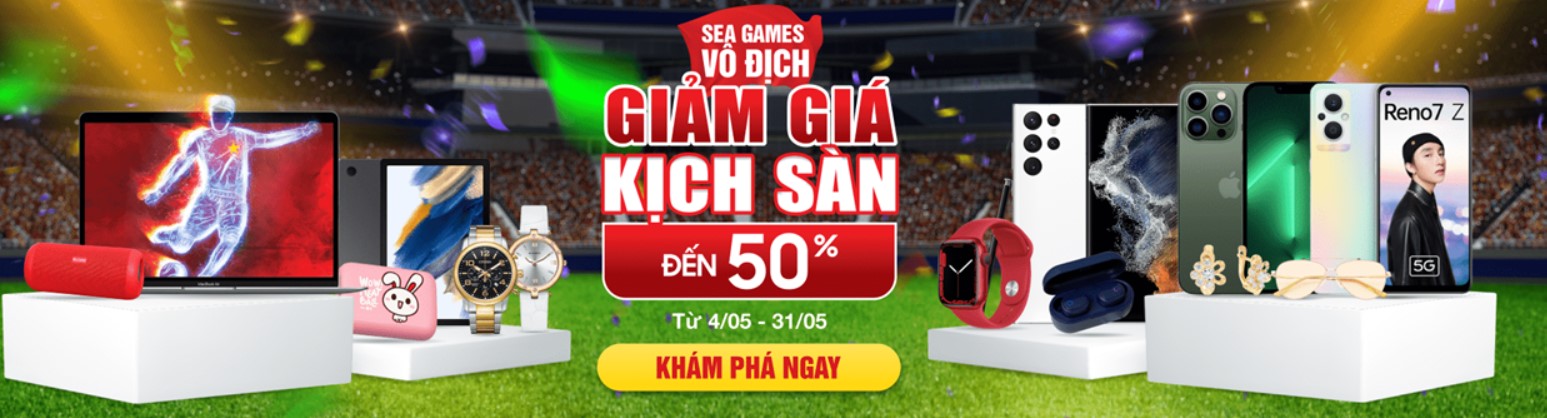 SEA GAMES
VÔ ĐỊCH
GIẢM GIÁ
KỊCH SÀN
ĐẾN 50%
Từ 4/05 - 31/05
KHÁM PHÁ NGAY
Reno7 Z
5G